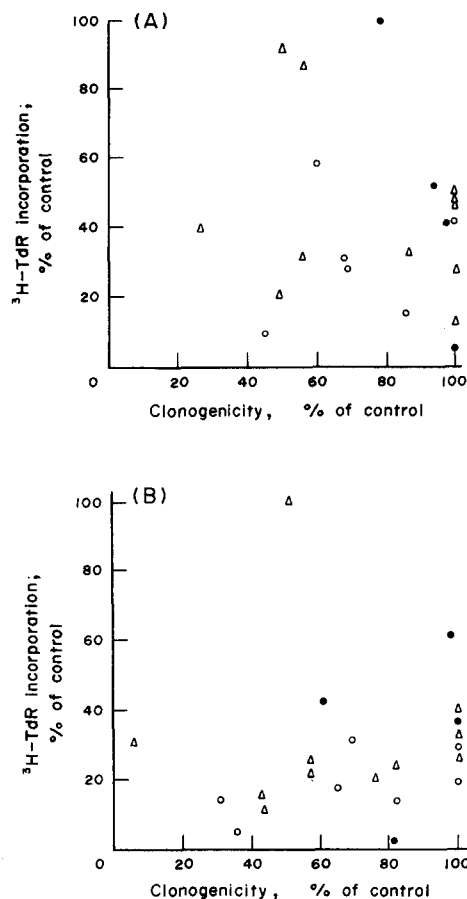 (A)
100
80
60
40
20
0
20
40
60
80
100
³H-TdR incorporation;
% of control
Clonogenicity, % of control
(B)
100
80
60
40
20
0
20
40
60
80
100
³H-TdR incorporation;
% of control
Clonogenicity, % of control